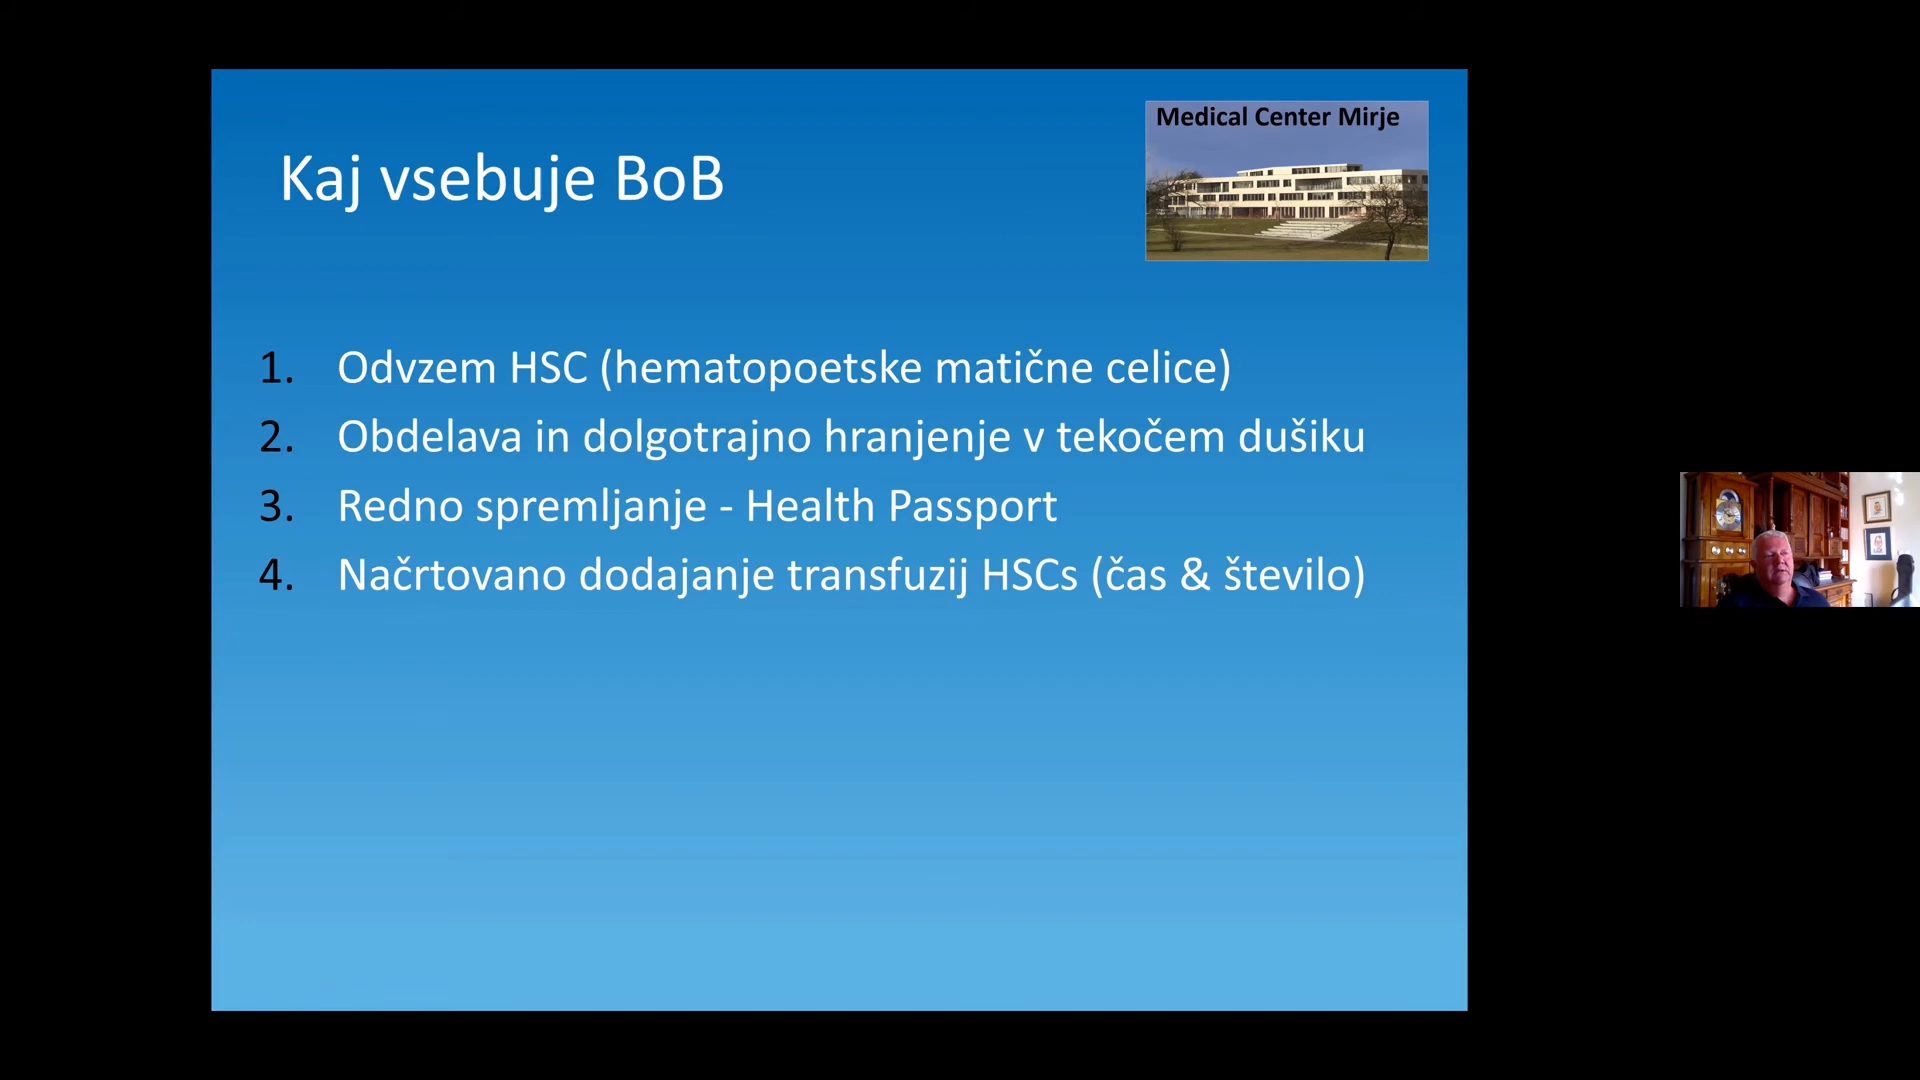 Medical Center Mirje
Kaj vsebuje BoB
1. Odvzem HSC (hematopoetske matične celice)
2. Obdelava in dolgotrajno hranjenje v tekočem dušiku
3. Redno spremljanje - Health Passport
4. Načrtovano dodajanje transfuzij HSCs (čas & število)